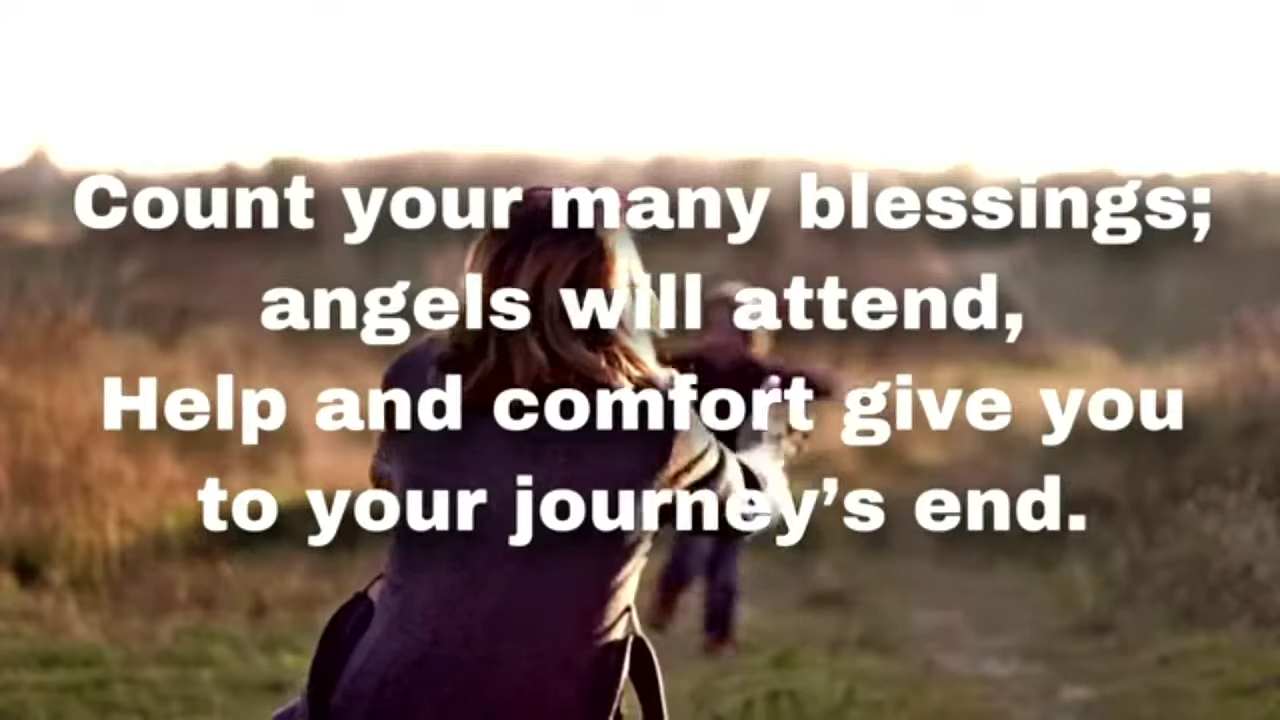 Count your many blessings;
angels will attend,
Help and comfort give you
to your journey’s end.